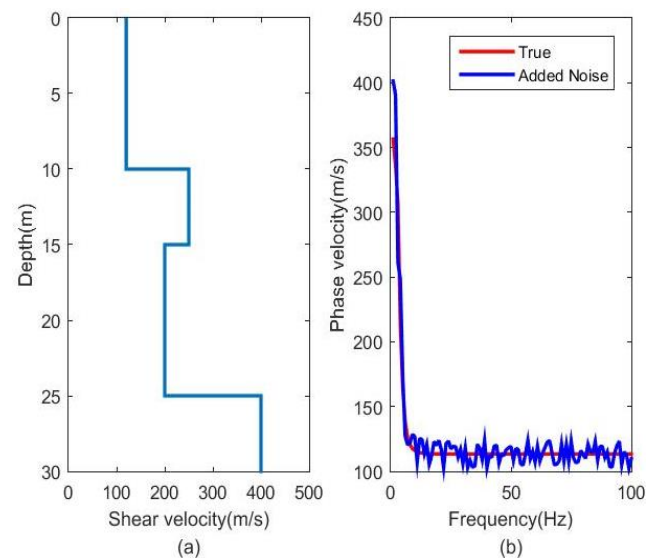 0
5
10
15
20
25
30
Depth(m)
0 100 200 300 400 500
Shear velocity(m/s)
(a)
450
400
350
300
250
200
150
100
Phase velocity(m/s)
True
Added Noise
0 50 100
Frequency(Hz)
(b)